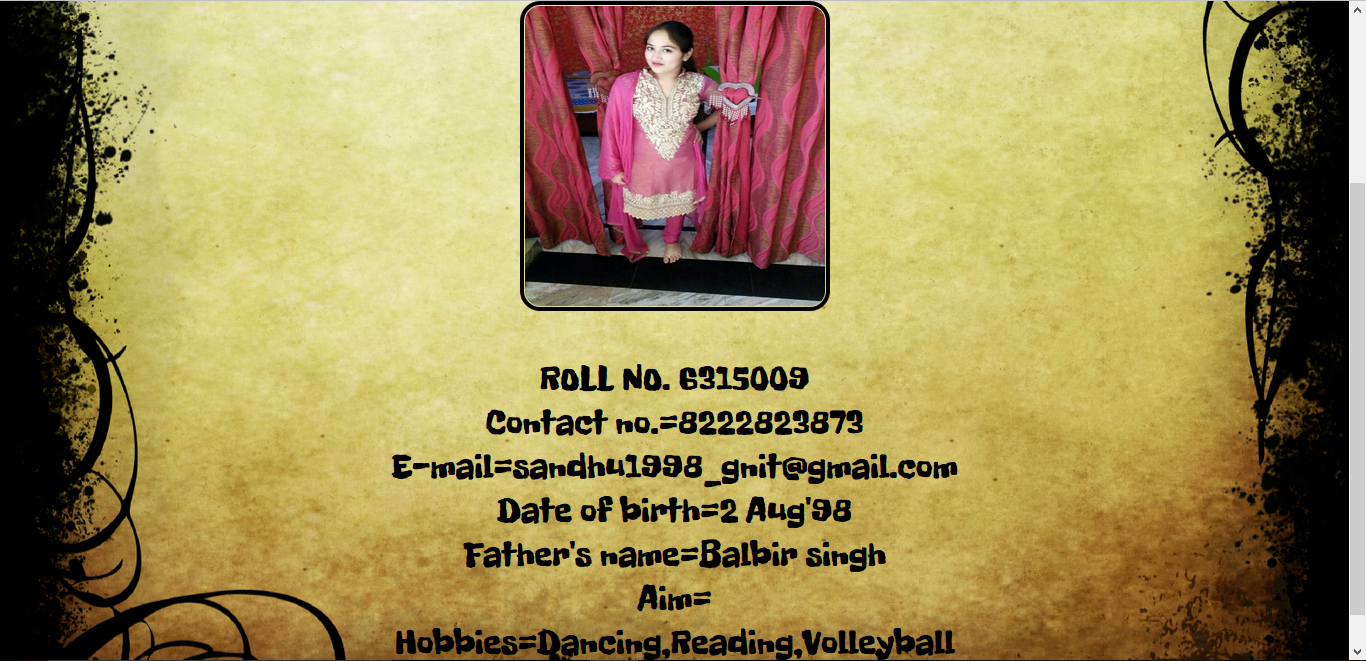 RoLL No. 6315009
Contact no.=8222823873
E-mail=sandhu1998_gnit@gmail.com
Date of birth=2 Aug'98
Father's name=Balbir singh
Aim=
Hobbies=Dancing,Reading,Volleyball